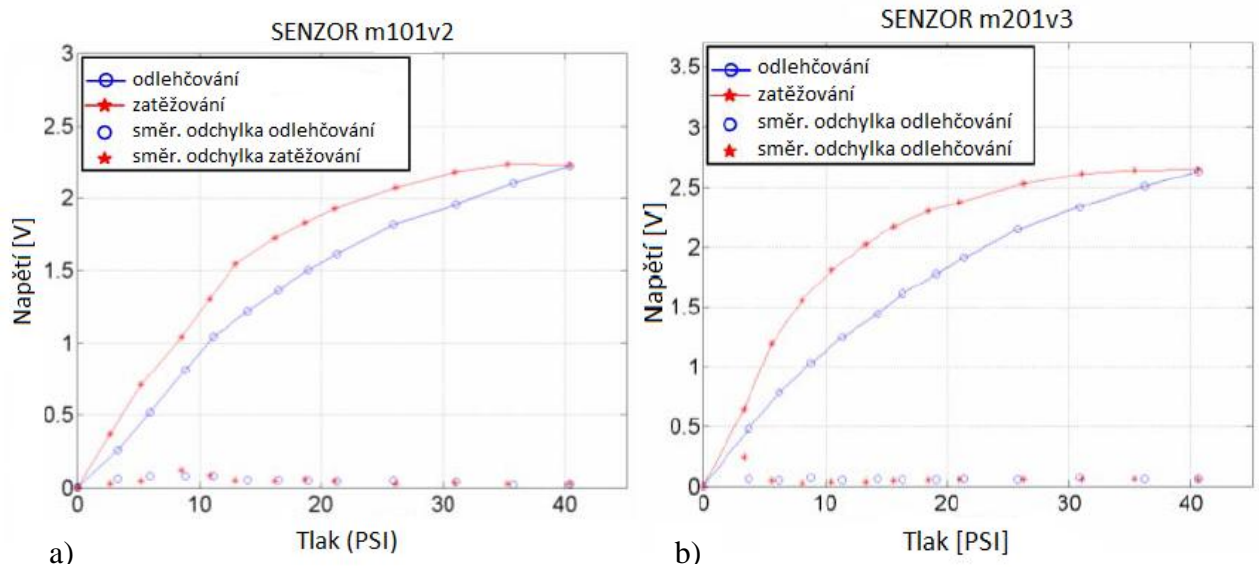 SENZOR m101v2
3
2.5
2
1.5
1
0.5
0
odlehčování
zatěžování
směr. odchylka odlehčování
směr. odchylka zatěžování
Napětí [V]
0
10
20
30
40
Tlak (PSI)
a)
SENZOR m201v3
3.5
3
2.5
2
1.5
1
0.5
0
odlehčování
zatěžování
směr. odchylka odlehčování
směr. odchylka odlehčování
Napětí [V]
0
10
20
30
40
Tlak [PSI]
b)